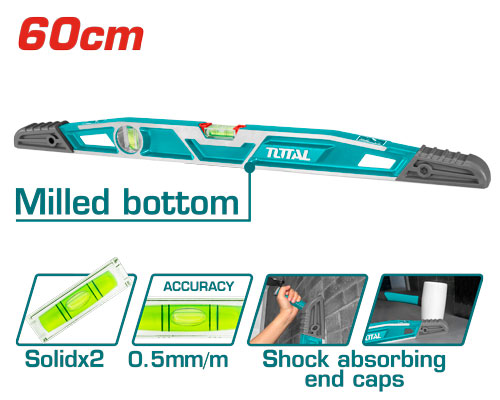 60cm
TOTAL
Milled bottom
Solidx2
ACCURACY
0.5mm/m
Shock absorbing
end caps